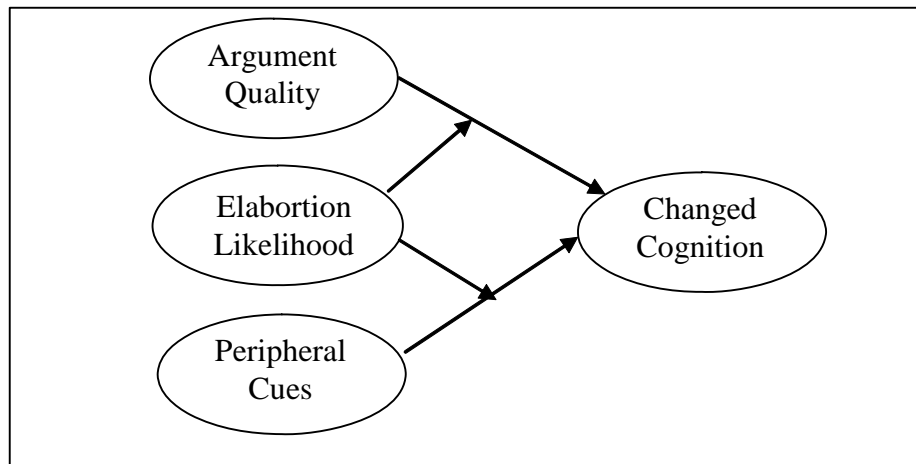 Argument
Quality
Elabortion
Likelihood
Changed
Cognition
Peripheral
Cues